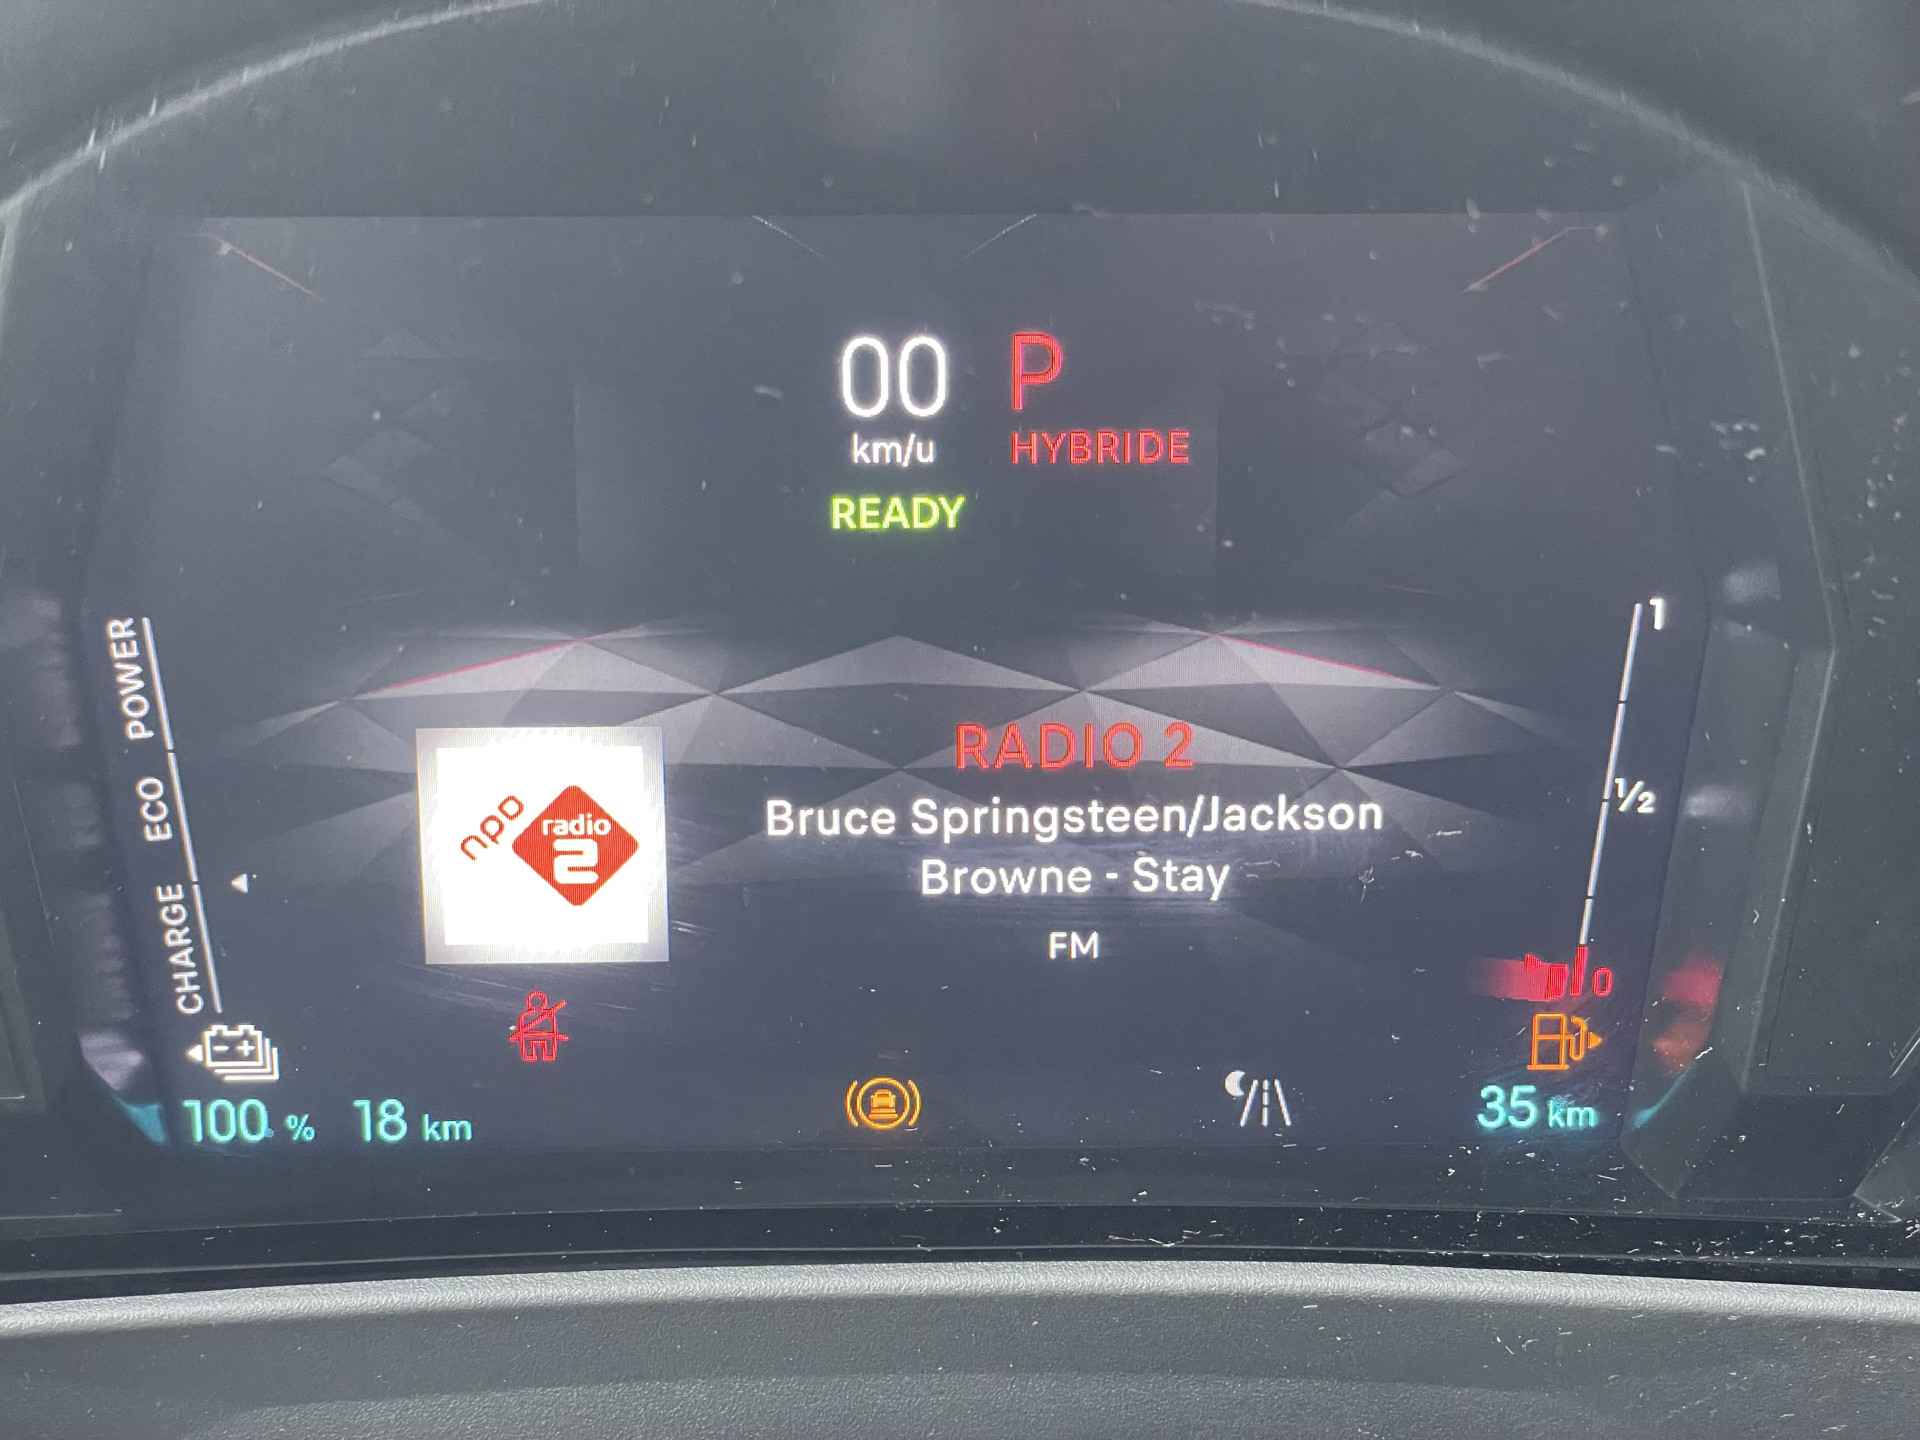 00 P
km/u HYBRIDE
READY
POWER
ECO
CHARGE
1
1/2
0
npo radio 2
RADIO 2
Bruce Springsteen/Jackson
Browne - Stay
FM
100 % 18 km
35 km